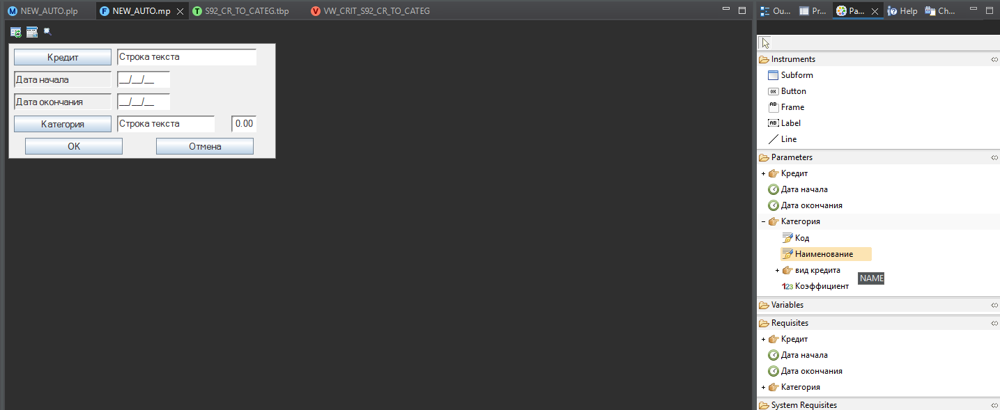 NEW_AUTO.plp NEW_AUTO.mp S92_CR_TO_CATEG.tbp VW_CRIT_S92_CR_TO_CATEG
Ou... Pr... Pa... Help Ch...
Кредит Строка текста
Дата начала __/__/__
Дата окончания __/__/__
Категория Строка текста 0.00
OK Отмена
Instruments
Subform
Button
Frame
Label
Line
Parameters
Кредит
Дата начала
Дата окончания
Категория
Код
Наименование
вид кредита
NAME
Коэффициент
Variables
Requisites
Кредит
Дата начала
Дата окончания
Категория
System Requisites